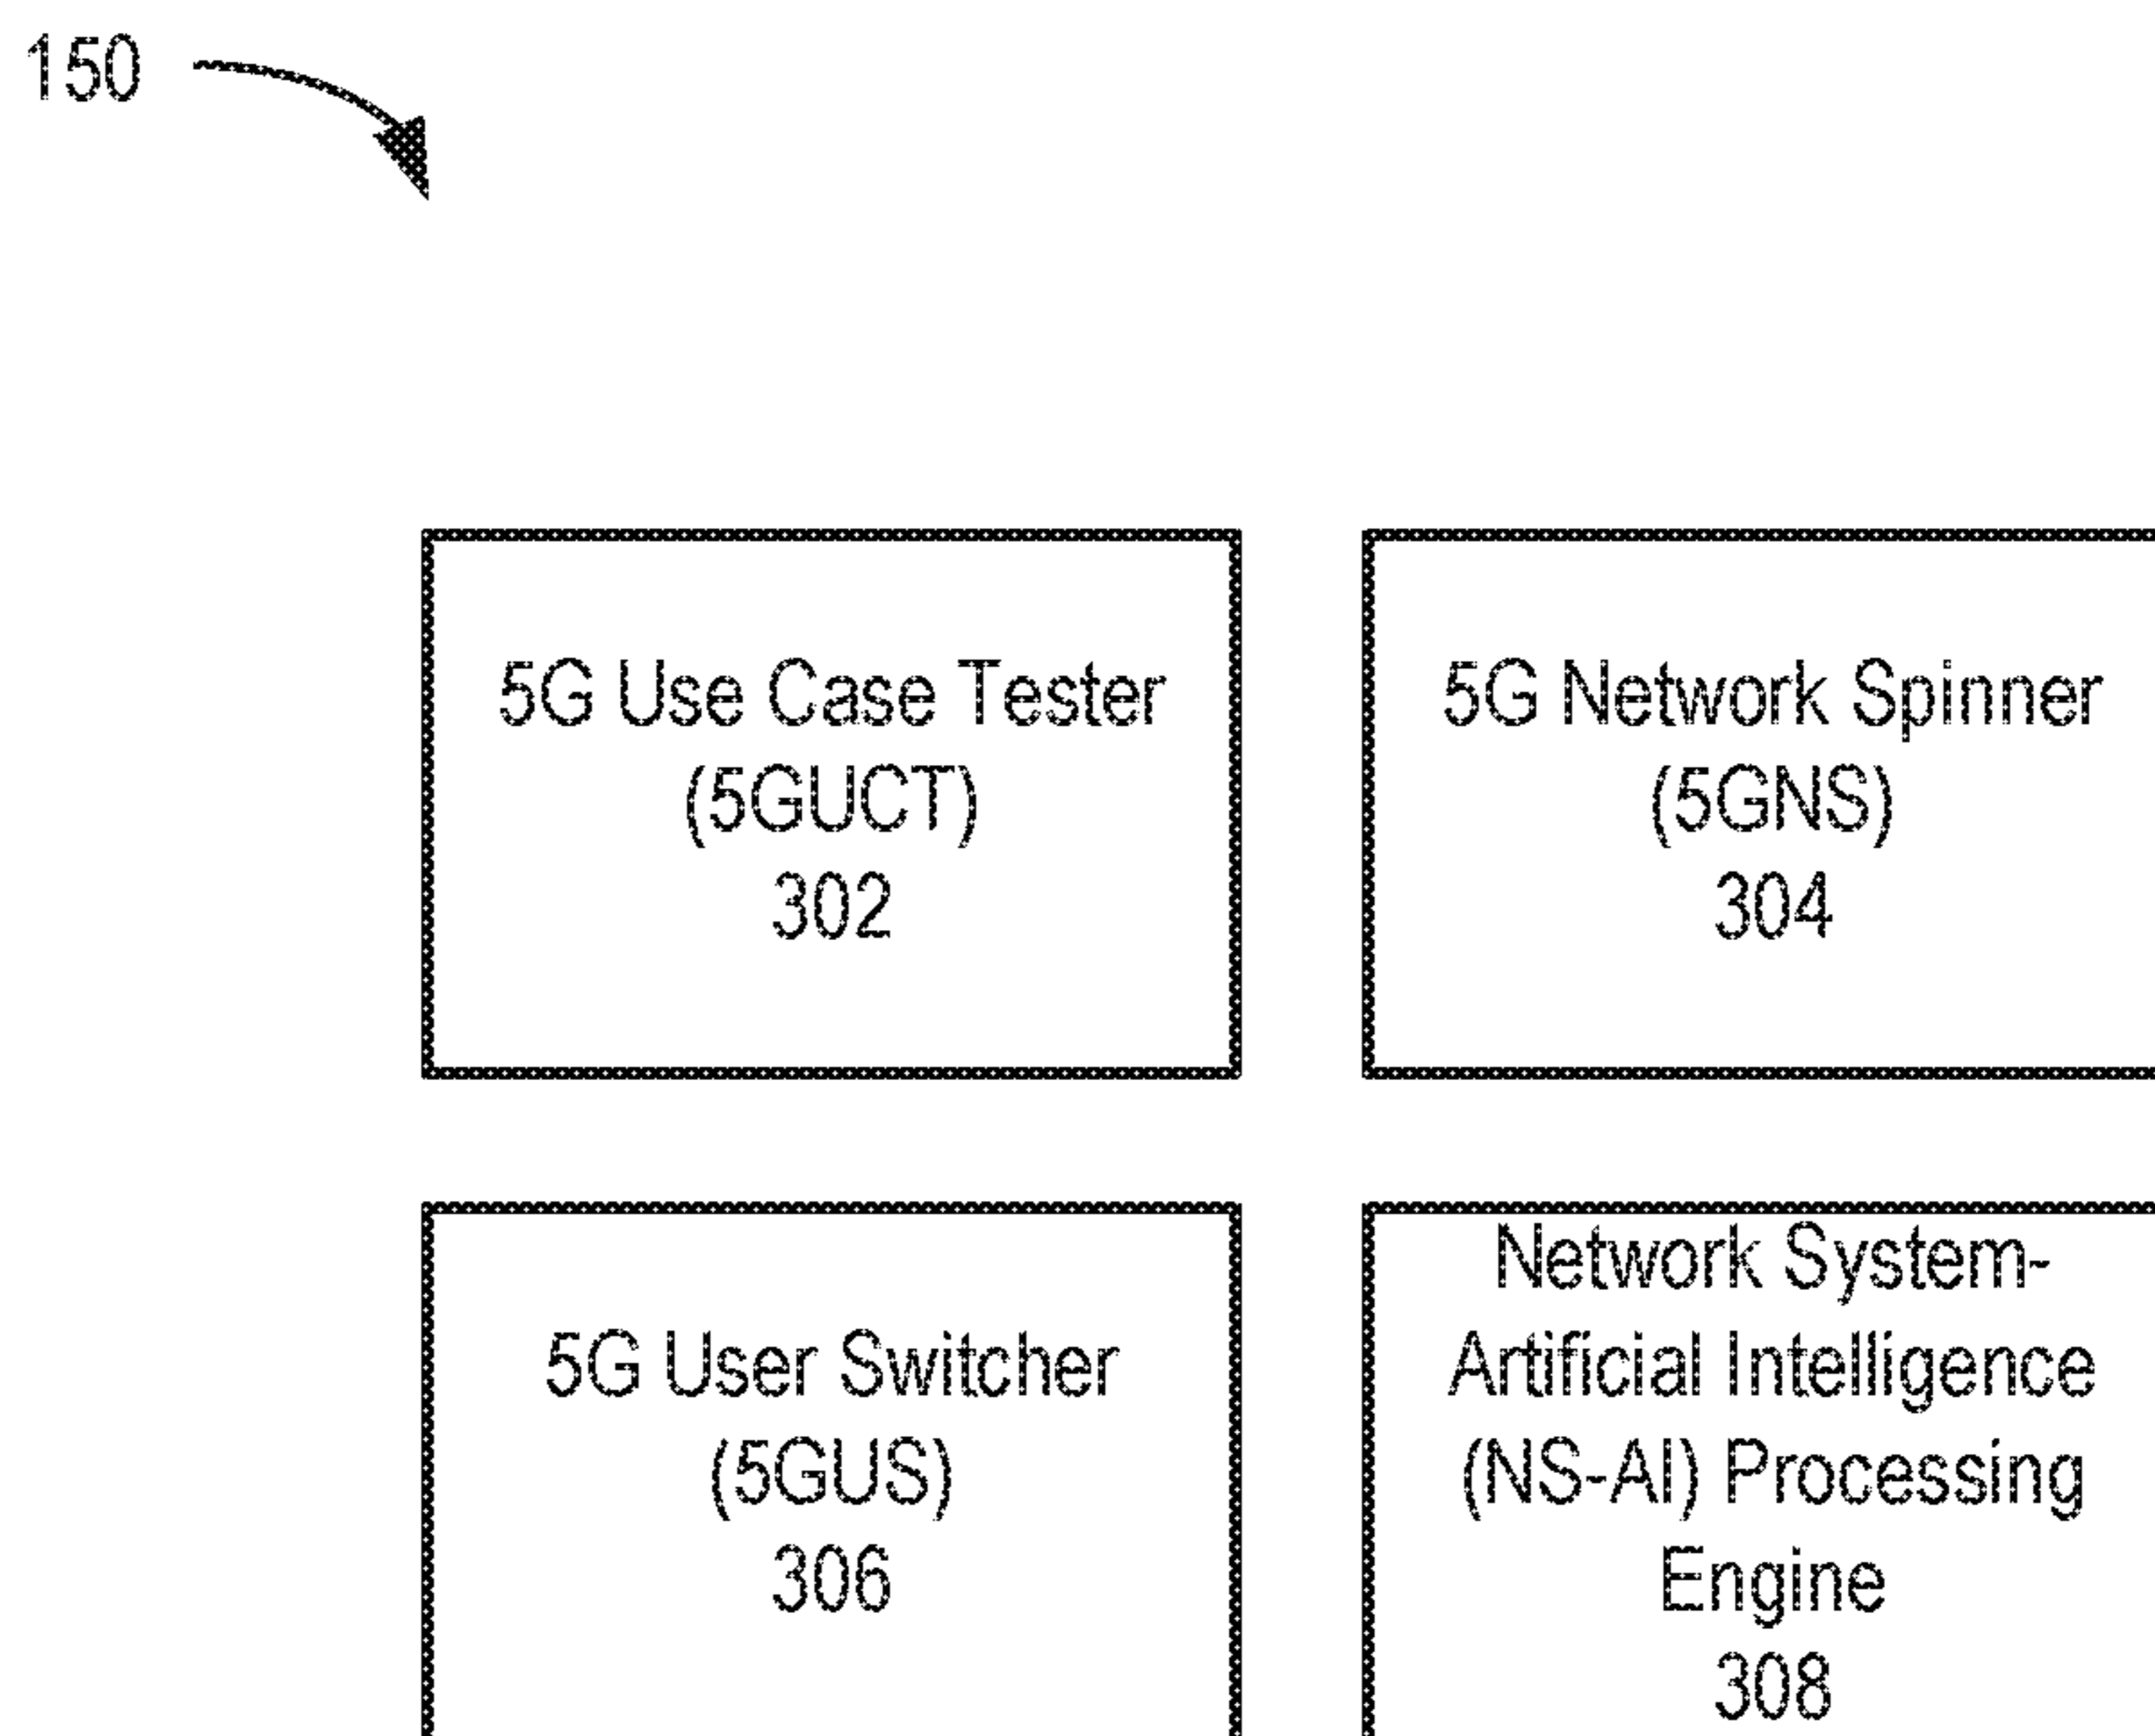 150
5G Use Case Tester
(5GUCT)
302
5G Network Spinner
(5GNS)
304
5G User Switcher
(5GUS)
306
Network System-
Artificial Intelligence
(NS-AI) Processing
Engine
308